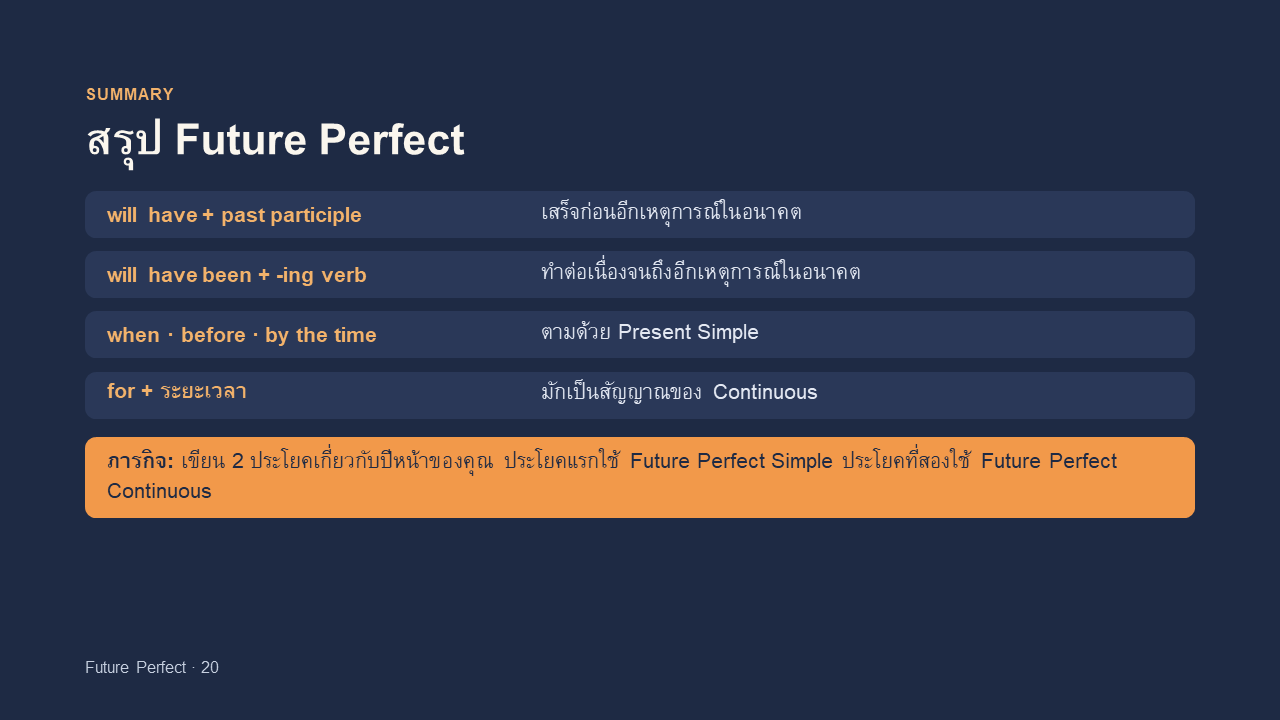 SUMMARY
สรุป Future Perfect
will have + past participle
เสร็จก่อนอีกเหตุการณ์ในอนาคต
will have been + -ing verb
ทำต่อเนื่องจนถึงอีกเหตุการณ์ในอนาคต
when · before · by the time
ตามด้วย Present Simple
for + ระยะเวลา
มักเป็นสัญญาณของ Continuous
ภารกิจ: เขียน 2 ประโยคเกี่ยวกับปีหน้าของคุณ ประโยคแรกใช้ Future Perfect Simple ประโยคที่สองใช้ Future Perfect
Continuous
Future Perfect · 20